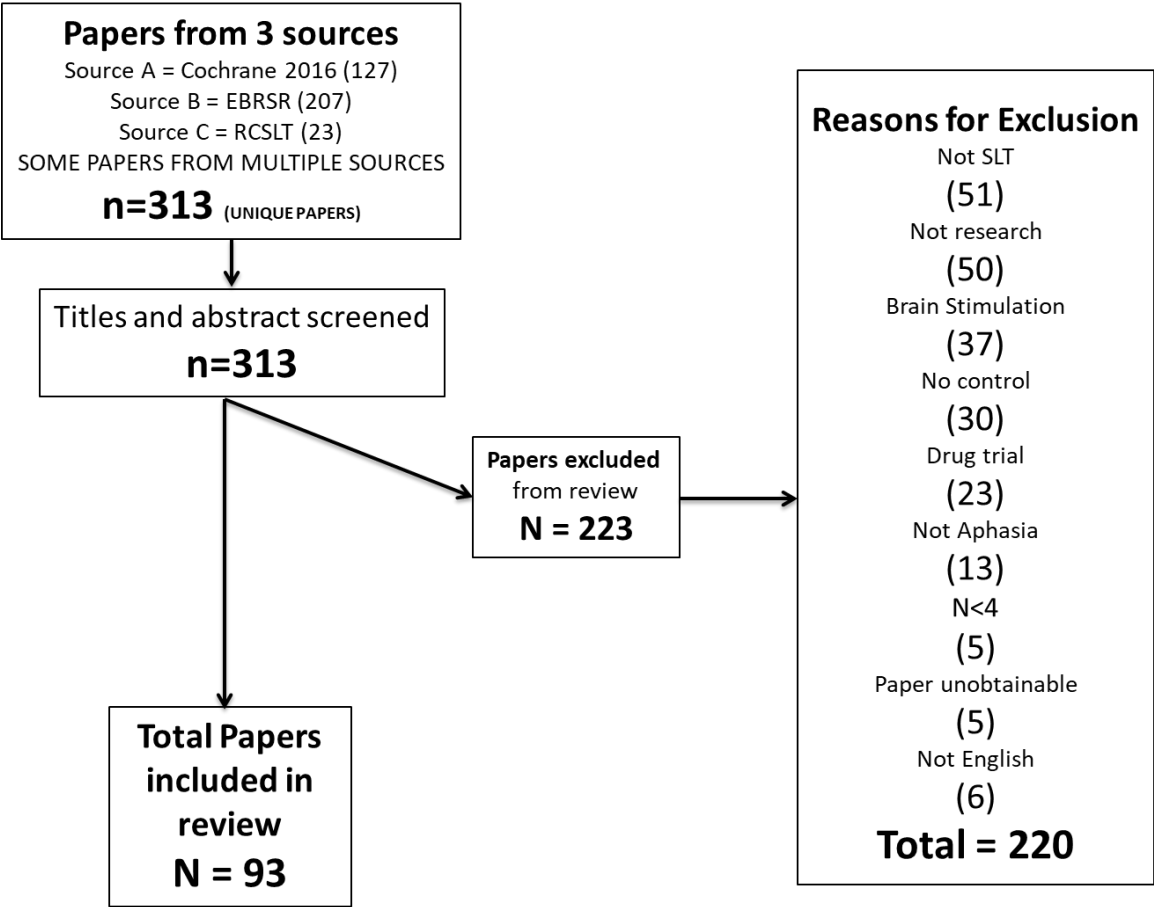 Papers from 3 sources
Source A = Cochrane 2016 (127)
Source B = EBRSR (207)
Source C = RCSLT (23)
SOME PAPERS FROM MULTIPLE SOURCES
n=313 (UNIQUE PAPERS)
Titles and abstract screened
n=313
Papers excluded
from review
N = 223
Total Papers
included in
review
N = 93
Reasons for Exclusion
Not SLT
(51)
Not research
(50)
Brain Stimulation
(37)
No control
(30)
Drug trial
(23)
Not Aphasia
(13)
N<4
(5)
Paper unobtainable
(5)
Not English
(6)
Total = 220